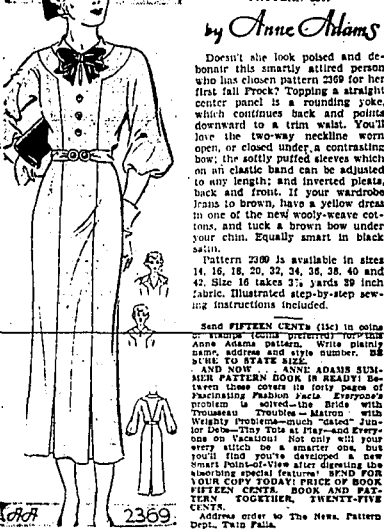 by Anne Adams
Doesn't she look poised and de-
bonair this smartly attired person
who has chosen pattern 2369 for her
first fall Frock? Topping a straight
center panel is a rounding yoke,
which continues back and points
downward to a trim waist. You'll
love the two-way neckline worn
open, or closed under a contrasting
bow; the softly puffed sleeves which
on an elastic band can be adjusted
to any length; and inverted pleats,
back and front. If your wardrobe
leans to brown, have a yellow dress
in one of the new wooly-weave cot-
tons, and tuck a brown bow under
your chin. Equally smart in black
satin.
Pattern 2369 is available in sizes
14, 16, 18, 20, 32, 34, 36, 38, 40 and
42. Size 16 takes 3⅞ yards 39 inch
fabric. Illustrated step-by-step sew-
ing instructions included.
Send FIFTEEN CENTS (15c) in coins
or stamps (coins preferred) for this
Anne Adams pattern. Write plainly
name, address and style number. BE
SURE TO STATE SIZE.
AND NOW . . ANNE ADAMS SUM-
MER PATTERN BOOK IS READY! Be-
tween these covers its forty pages of
Fascinating Fashion Facts. Everyone's
problem is solved—the Bride with
Trousseau Troubles—Matron with
Weighty Problems—much "dated" Jun-
ior Debs—Tiny Tots at Play—and Every-
one on Vacation! Not only will your
every stitch be a smarter one, but
you'll find you've developed a new
Smart Point-of-View after digesting the
absorbing special features! SEND FOR
YOUR COPY TODAY! PRICE OF BOOK
FIFTEEN CENTS. BOOK AND PAT-
TERN TOGETHER, TWENTY-FIVE
CENTS.
Address order to The News, Pattern
Dept., Twin Falls.
AA
2369